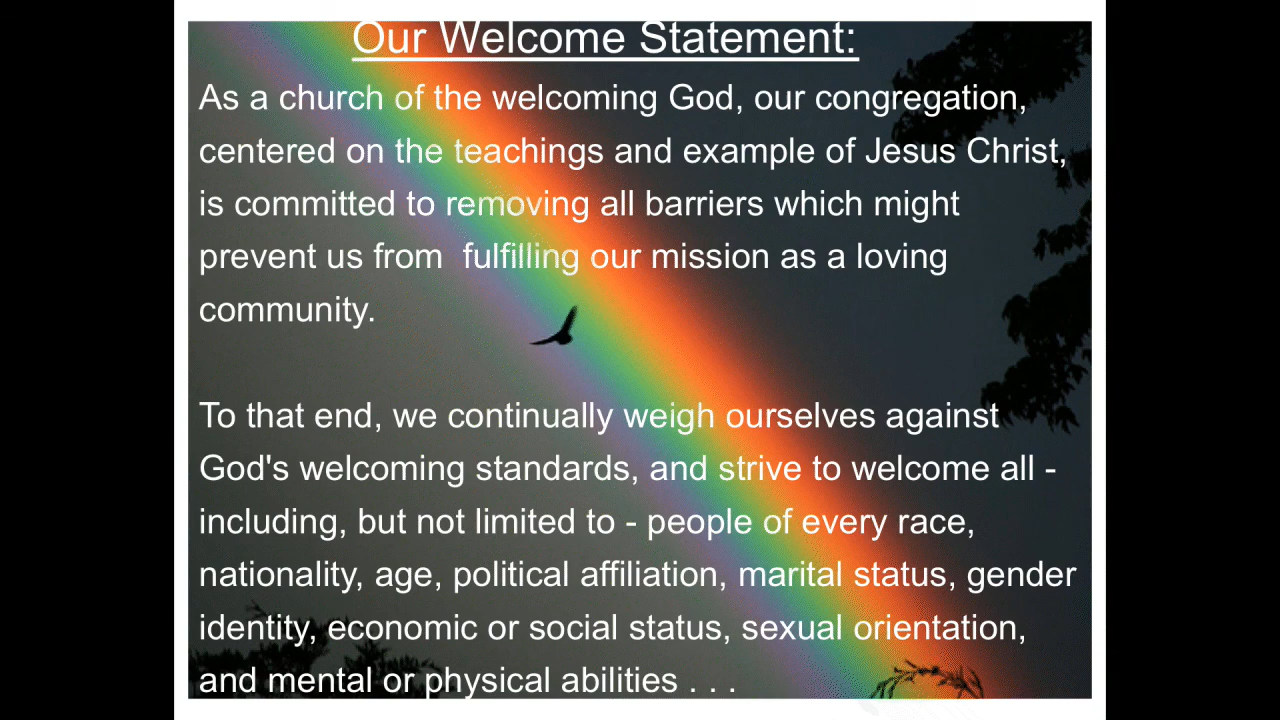 Our Welcome Statement:
As a church of the welcoming God, our congregation,
centered on the teachings and example of Jesus Christ,
is committed to removing all barriers which might
prevent us from  fulfilling our mission as a loving
community.
To that end, we continually weigh ourselves against
God's welcoming standards, and strive to welcome all -
including, but not limited to - people of every race,
nationality, age, political affiliation, marital status, gender
identity, economic or social status, sexual orientation,
and mental or physical abilities . . .